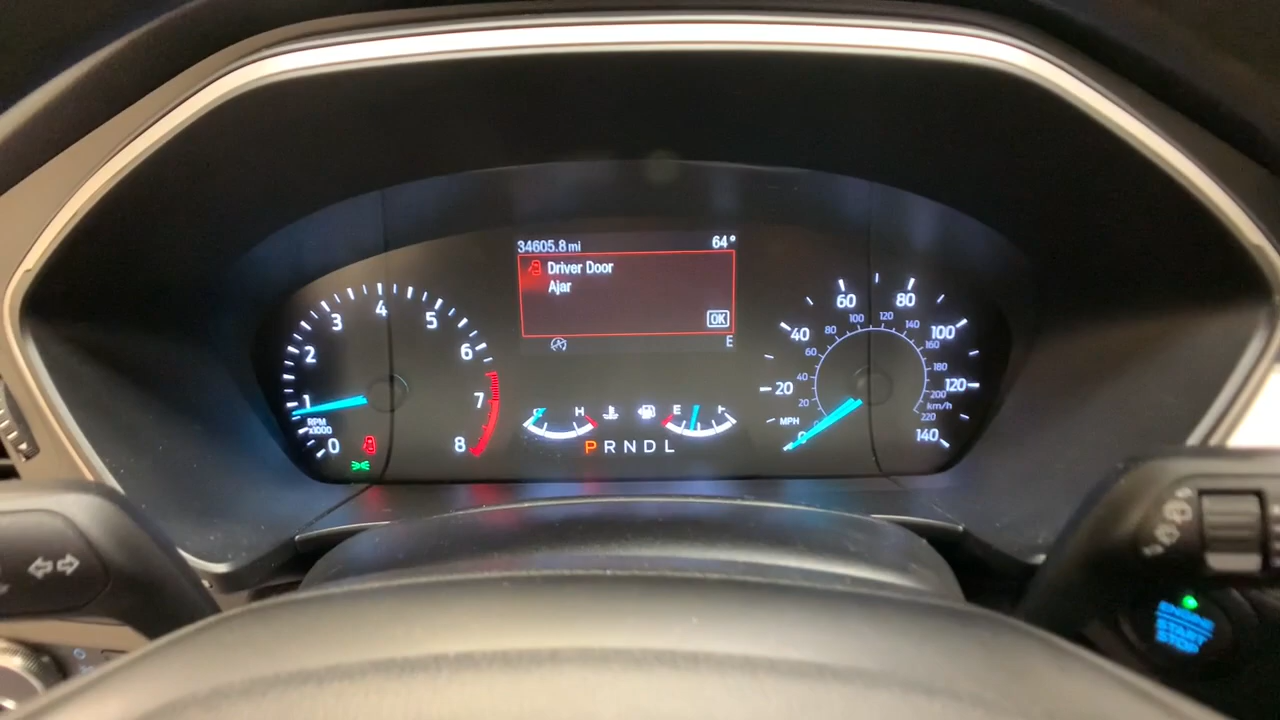 34605.8 mi 64°
Driver Door
Ajar
OK
E
0 1 2 3 4 5 6 7 8
RPM
x1000
H
E F
P R N D L
0 20 40 60 80 100 120 140
MPH
20 40 60 80 100 120 140 160 180 200 220
km/h
ENGINE
START
STOP